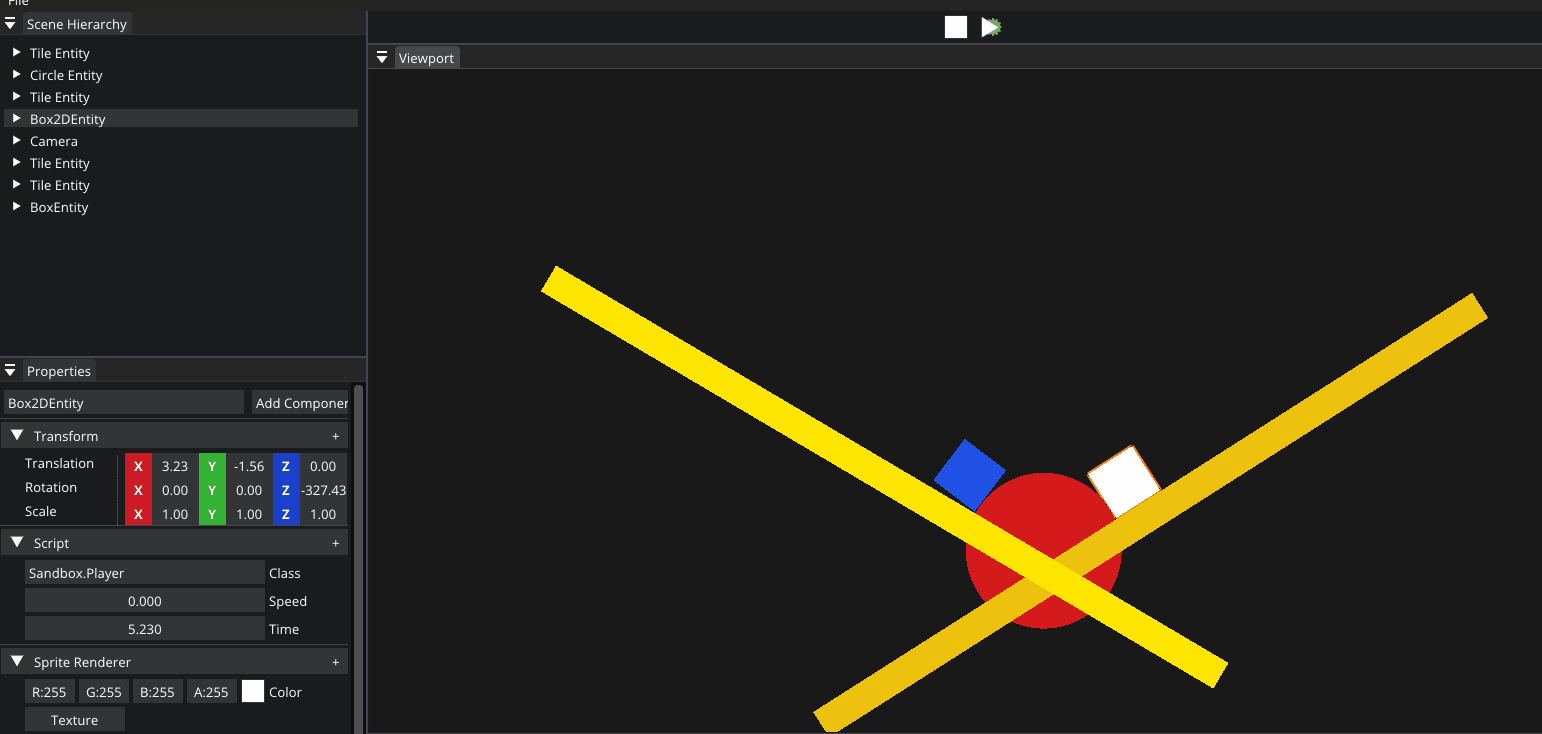 File
Scene Hierarchy
Tile Entity
Circle Entity
Tile Entity
Box2DEntity
Camera
Tile Entity
Tile Entity
BoxEntity
Viewport
Properties
Box2DEntity Add Componen
Transform +
Translation X 3.23 Y -1.56 Z 0.00
Rotation X 0.00 Y 0.00 Z -327.43
Scale X 1.00 Y 1.00 Z 1.00
Script +
Sandbox.Player Class
0.000 Speed
5.230 Time
Sprite Renderer +
R:255 G:255 B:255 A:255 Color
Texture